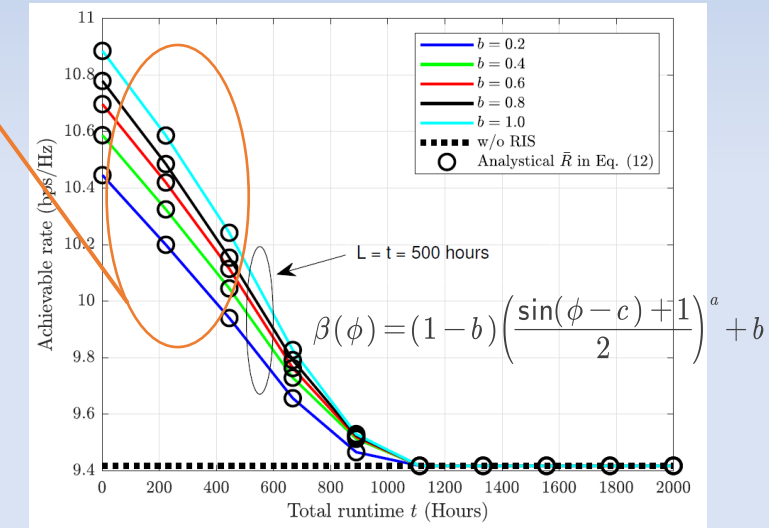 11
10.8
10.6
10.4
10.2
10
9.8
9.6
9.4
Achievable rate (bps/Hz)
b = 0.2
b = 0.4
b = 0.6
b = 0.8
b = 1.0
w/o RIS
Analytical R̄ in Eq. (12)
L = t = 500 hours
β(ϕ) = (1 − b) ( (sin(ϕ − c) + 1) / 2 )^a + b
0 200 400 600 800 1000 1200 1400 1600 1800 2000
Total runtime t (Hours)